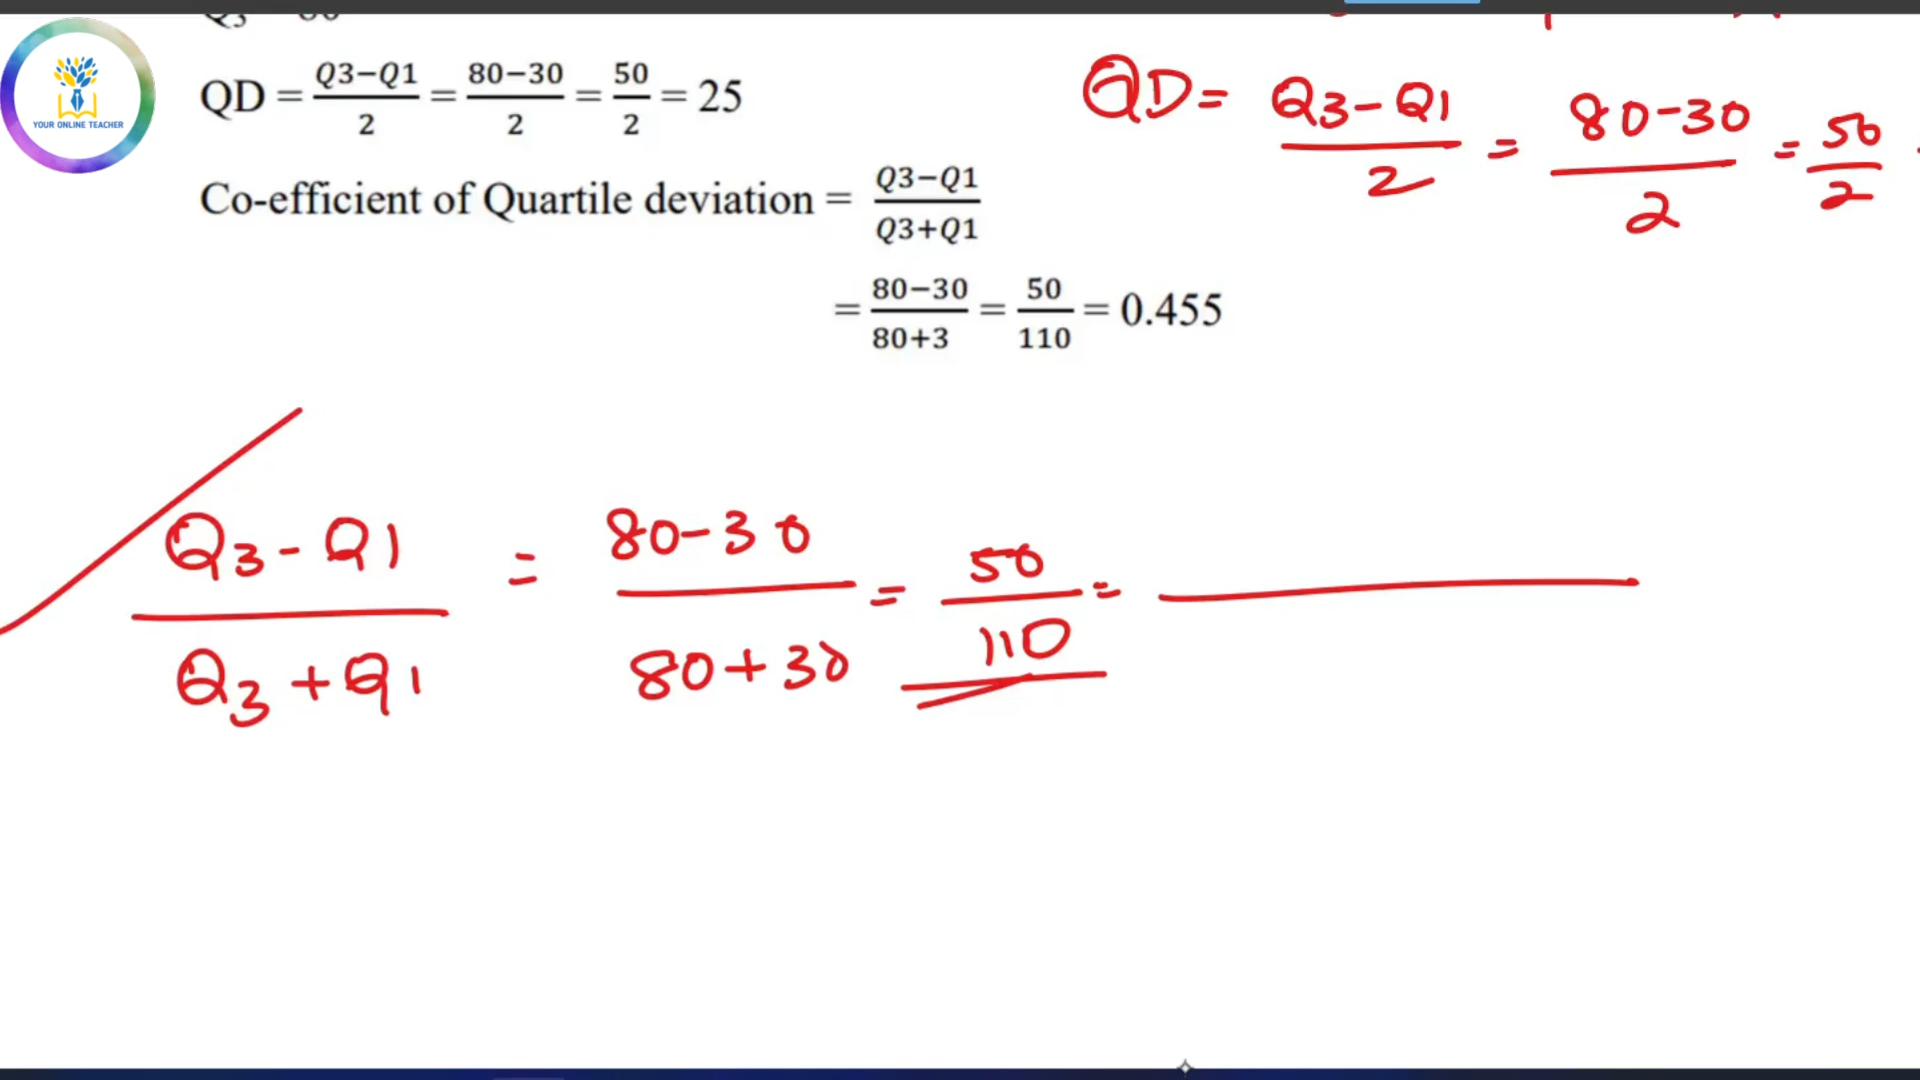 YOUR ONLINE TEACHER
QD = Q3−Q1/2 = 80−30/2 = 50/2 = 25
Co-efficient of Quartile deviation = Q3−Q1/Q3+Q1
= 80−30/80+3 = 50/110 = 0.455
QD = Q3-Q1/2 = 80-30/2 = 50/2
Q3-Q1/Q3+Q1 = 80-30/80+30 = 50/110 =